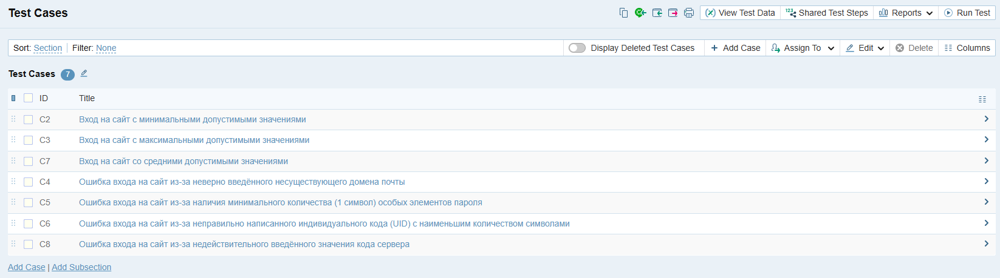 Test Cases
View Test Data
Shared Test Steps
Reports
Run Test
Sort: Section
Filter: None
Display Deleted Test Cases
Add Case
Assign To
Edit
Delete
Columns
Test Cases 7
ID Title
C2 Вход на сайт с минимальными допустимыми значениями
C3 Вход на сайт с максимальными допустимыми значениями
C7 Вход на сайт со средними допустимыми значениями
C4 Ошибка входа на сайт из-за неверно введённого несуществующего домена почты
C5 Ошибка входа на сайт из-за наличия минимального количества (1 символ) особых элементов пароля
C6 Ошибка входа на сайт из-за неправильно написанного индивидуального кода (UID) с наименьшим количеством символами
C8 Ошибка входа на сайт из-за недействительного введённого значения кода сервера
Add Case | Add Subsection